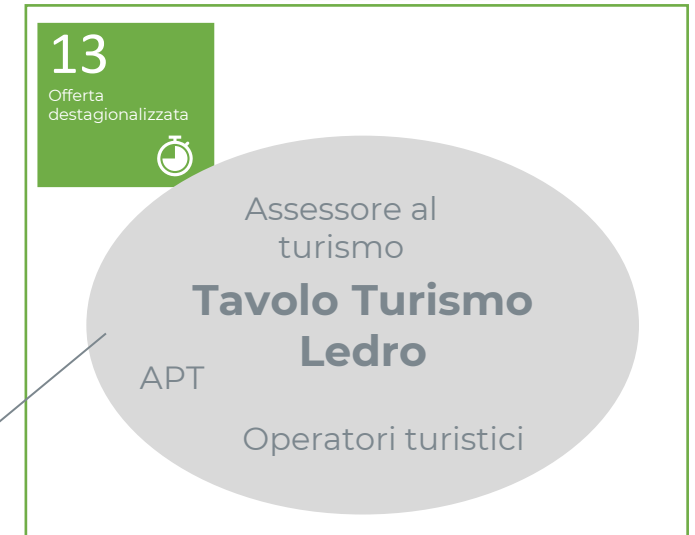 13
Offerta
destagionalizzata
Assessore al
turismo
Tavolo Turismo
Ledro
APT
Operatori turistici